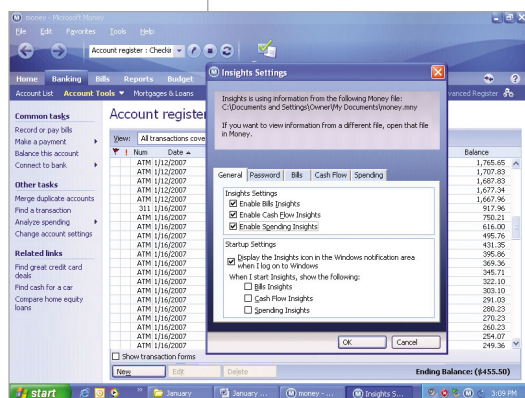 money - Microsoft Money
File Edit Favorites Tools Help
Account register : Checkir
Home Banking Bills Reports Budget
Account List Account Tools Mortgages & Loans
vanced Register
Common tasks
Record or pay bills
Make a payment
Balance this account
Connect to bank
Other tasks
Merge duplicate accounts
Find a transaction
Analyze spending
Change account settings
Related links
Find great credit card
deals
Find cash for a car
Compare home equity
loans
Account register
View: All transactions cove
! Num Date Balance
ATM 1/12/2007 1,765.65
ATM 1/12/2007 1,707.83
ATM 1/12/2007 1,687.83
ATM 1/12/2007 1,677.34
ATM 1/12/2007 1,667.96
311 1/16/2007 917.96
ATM 1/16/2007 750.21
ATM 1/16/2007 616.00
ATM 1/16/2007 495.76
ATM 1/16/2007 431.35
ATM 1/16/2007 395.86
ATM 1/16/2007 369.36
ATM 1/16/2007 345.71
ATM 1/16/2007 322.10
ATM 1/16/2007 303.10
ATM 1/16/2007 291.03
ATM 1/16/2007 280.23
ATM 1/16/2007 270.23
ATM 1/16/2007 260.23
ATM 1/16/2007 254.07
ATM 1/16/2007 249.36
Show transaction forms
New Edit Delete
Ending Balance: ($455.50)
Insights Settings
Insights is using information from the following Money file:
C:\Documents and Settings\Owner\My Documents\money.mny
If you want to view information from a different file, open that file
in Money.
General Password Bills Cash Flow Spending
Insights Settings
Enable Bills Insights
Enable Cash Flow Insights
Enable Spending Insights
Startup Settings
Display the Insights icon in the Windows notification area
when I log on to Windows
When I start Insights, show the following:
Bills Insights
Cash Flow Insights
Spending Insights
OK Cancel
start January January ... money - ... Insights S... 3:09 PM